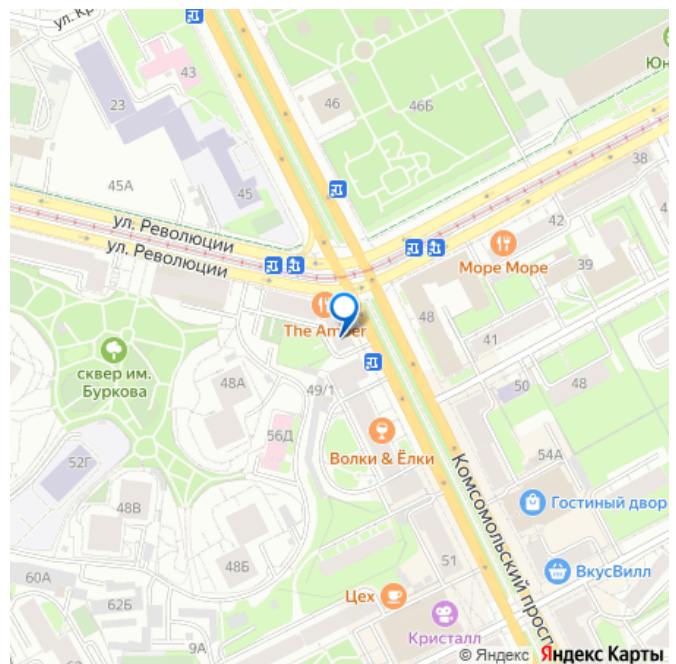 ул. Кр
43
46
46Б
Юн
23
38
45А
45
ул. Революции
ул. Революции
42
4
Море Море
39
The Amber
48
41
сквер им.
Буркова
48А
49/1
50
48
56Д
Волки & Ёлки
54А
52Г
Комсомольский просп
Гостиный двор
48В
48Б
51
ВкусВилл
60А
62Б
Цех
9А
Кристалл
© Яндекс Яндекс Карты